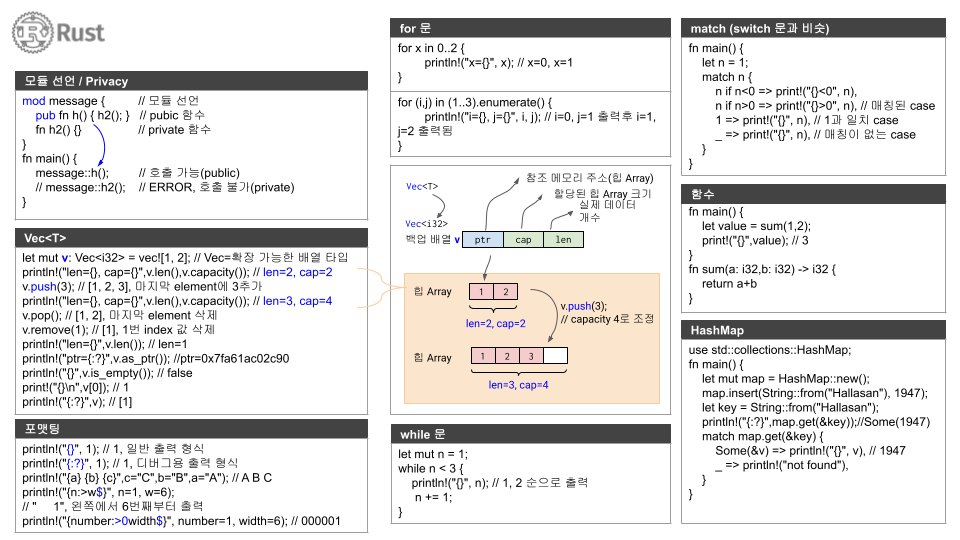 Rust
모듈 선언 / Privacy
mod message { // 모듈 선언
pub fn h() { h2(); } // pubic 함수
fn h2() {} // private 함수
}
fn main() {
message::h(); // 호출 가능(public)
// message::h2(); // ERROR, 호출 불가(private)
}
Vec<T>
let mut v: Vec<i32> = vec![1, 2]; // Vec=확장 가능한 배열 타입
println!("len={}, cap={}",v.len(),v.capacity()); // len=2, cap=2
v.push(3); // [1, 2, 3], 마지막 element에 3추가
println!("len={}, cap={}",v.len(),v.capacity()); // len=3, cap=4
v.pop(); // [1, 2], 마지막 element 삭제
v.remove(1); // [1], 1번 index 값 삭제
println!("len={}",v.len()); // len=1
println!("ptr={:?}",v.as_ptr()); //ptr=0x7fa61ac02c90
println!("{}",v.is_empty()); // false
print!("{}\n",v[0]); // 1
println!("{:?}",v); // [1]
포맷팅
println!("{}", 1); // 1, 일반 출력 형식
println!("{:?}", 1); // 1, 디버그용 출력 형식
println!("{a} {b} {c}",c="C",b="B",a="A"); // A B C
println!("{n:>w$}", n=1, w=6);
// "     1", 왼쪽에서 6번째부터 출력
println!("{number:>0width$}", number=1, width=6); // 000001
for 문
for x in 0..2 {
println!("x={}", x); // x=0, x=1
}
for (i,j) in (1..3).enumerate() {
println!("i={}, j={}", i, j); // i=0, j=1 출력후 i=1,
j=2 출력됨
}
참조 메모리 주소(힙 Array)
할당된 힙 Array 크기
실제 데이터
개수
Vec<T>
Vec<i32>
백업 배열 v ptr cap len
힙 Array 1 2
len=2, cap=2
v.push(3);
// capacity 4로 조정
힙 Array 1 2 3
len=3, cap=4
while 문
let mut n = 1;
while n < 3 {
println!("{}", n); // 1, 2 순으로 출력
n += 1;
}
match (switch 문과 비슷)
fn main() {
let n = 1;
match n {
n if n<0 => print!("{}<0", n),
n if n>0 => print!("{}>0", n), // 매칭된 case
1 => print!("{}", n), // 1과 일치 case
_ => print!("{}", n), // 매칭이 없는 case
}
}
함수
fn main() {
let value = sum(1,2);
print!("{}",value); // 3
}
fn sum(a: i32,b: i32) -> i32 {
return a+b
}
HashMap
use std::collections::HashMap;
fn main() {
let mut map = HashMap::new();
map.insert(String::from("Hallasan"), 1947);
let key = String::from("Hallasan");
println!("{:?}",map.get(&key));//Some(1947)
match map.get(&key) {
Some(&v) => println!("{}", v), // 1947
_ => println!("not found"),
}
}